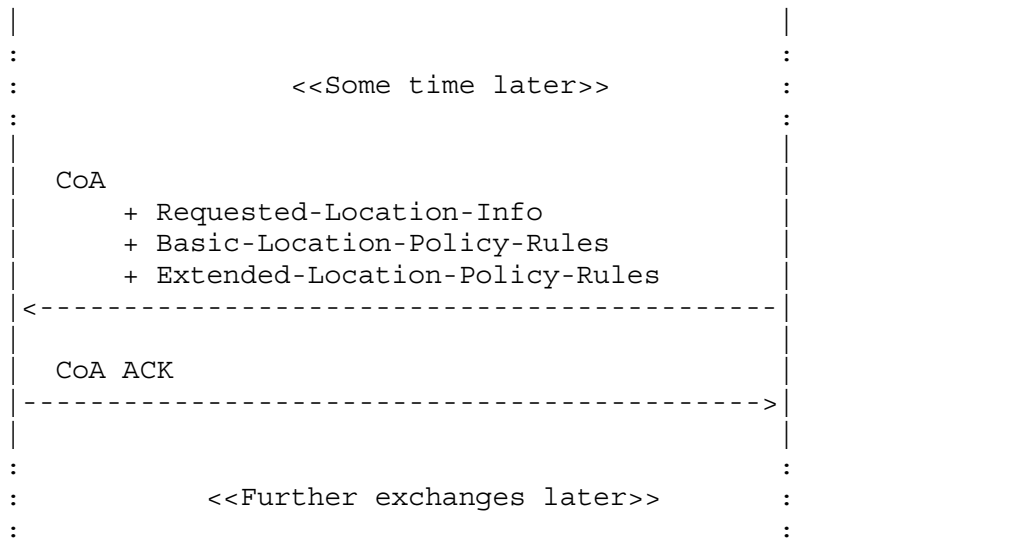 <<Some time later>>
CoA
+ Requested-Location-Info
+ Basic-Location-Policy-Rules
+ Extended-Location-Policy-Rules
|<--------------------------------------------|
CoA ACK
|-------------------------------------------->|
<<Further exchanges later>>